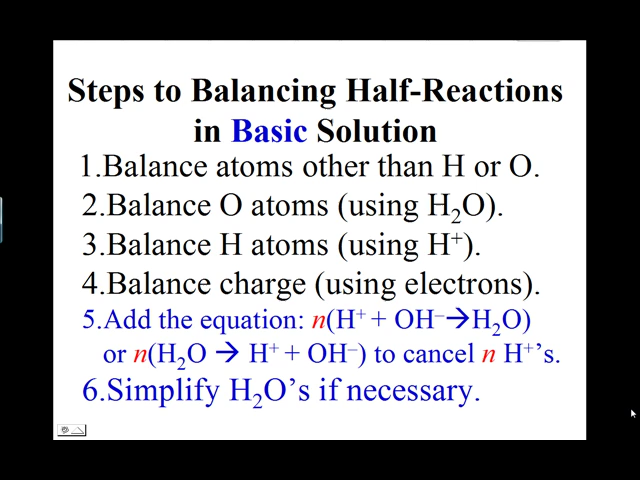 Steps to Balancing Half-Reactions
in Basic Solution
1.Balance atoms other than H or O.
2.Balance O atoms (using H₂O).
3.Balance H atoms (using H⁺).
4.Balance charge (using electrons).
5.Add the equation: n(H⁺ + OH⁻→H₂O)
or n(H₂O → H⁺ + OH⁻) to cancel n H⁺'s.
6.Simplify H₂O's if necessary.